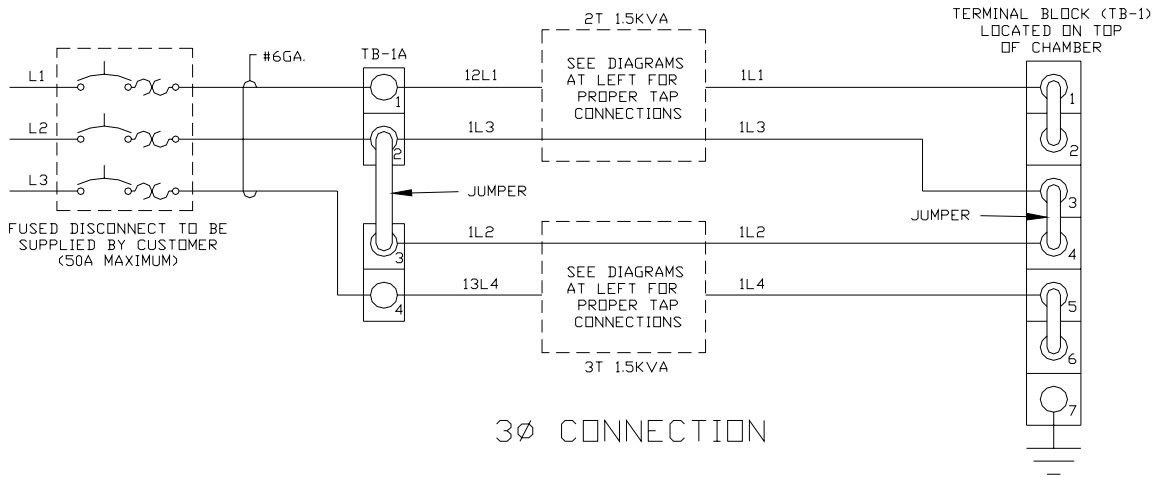 2T 1.5KVA
TERMINAL BLOCK (TB-1)
LOCATED ON TOP
OF CHAMBER
#6GA.
TB-1A
SEE DIAGRAMS
AT LEFT FOR
PROPER TAP
CONNECTIONS
L1
12L1
1L1
1
1
L2
1L3
1L3
2
2
L3
JUMPER
3
FUSED DISCONNECT TO BE
SUPPLIED BY CUSTOMER
(50A MAXIMUM)
JUMPER
1L2
1L2
3
4
SEE DIAGRAMS
AT LEFT FOR
PROPER TAP
CONNECTIONS
13L4
1L4
4
5
6
3T 1.5KVA
7
3Ø CONNECTION